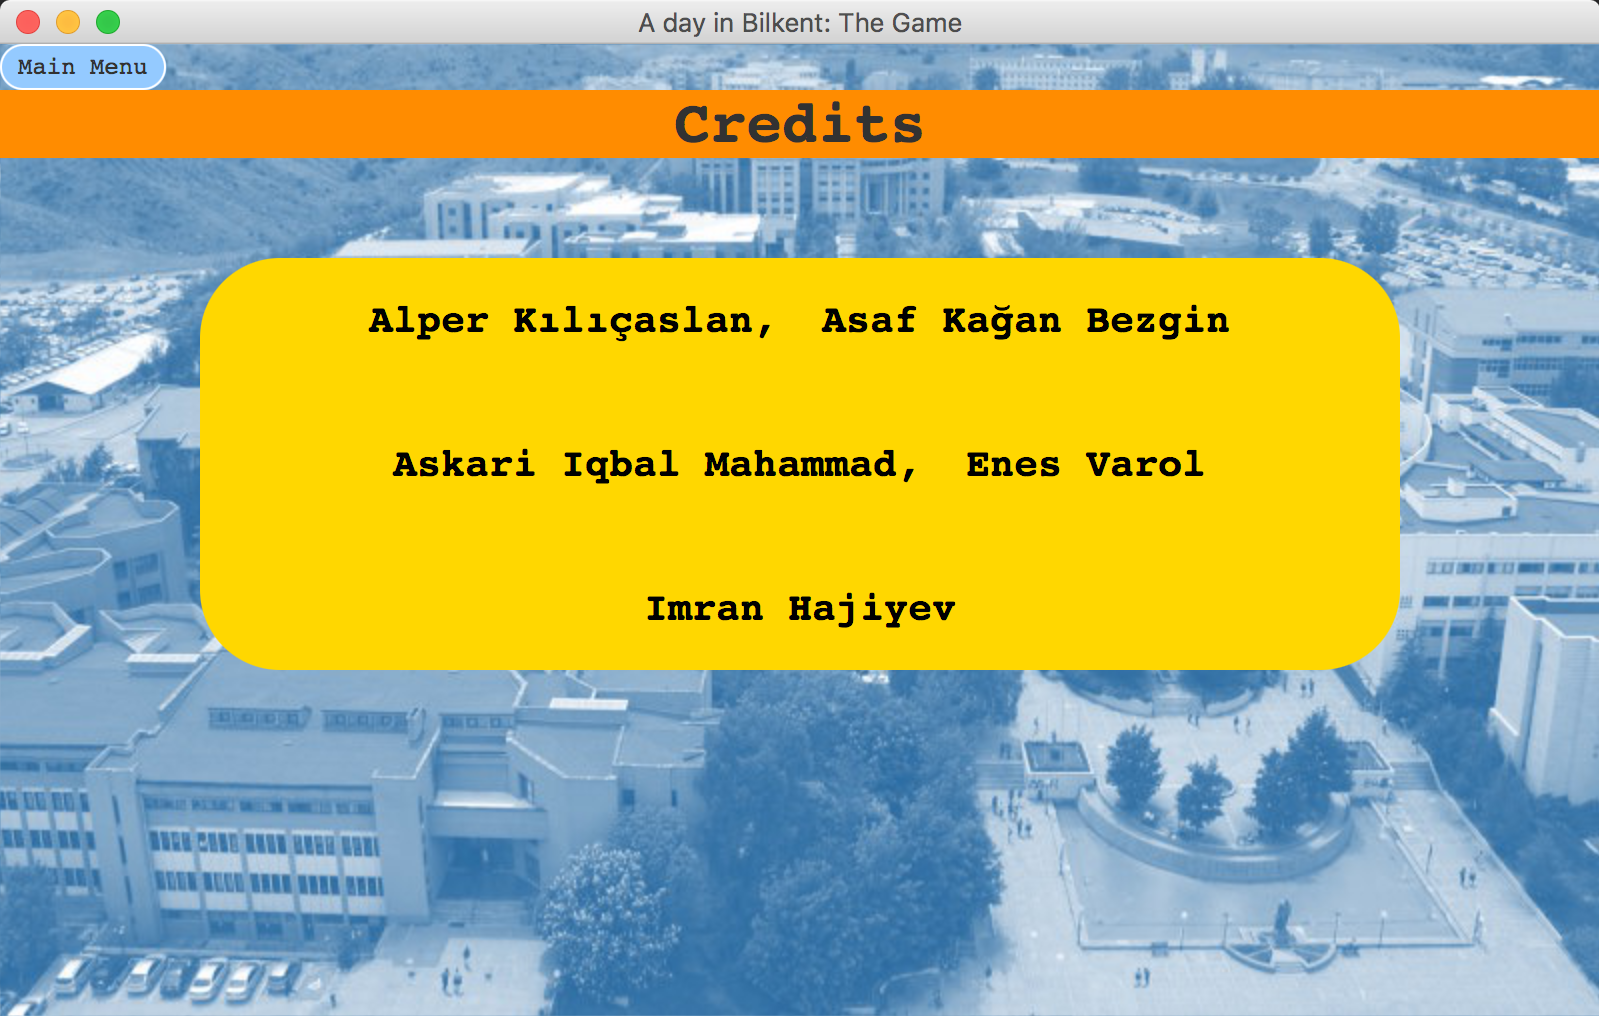 A day in Bilkent: The Game
Main Menu
Credits
Alper Kılıçaslan, Asaf Kağan Bezgin
Askari Iqbal Mahammad, Enes Varol
Imran Hajiyev